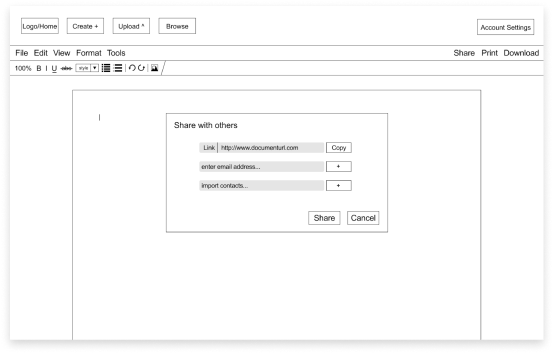 Logo/Home Create + Upload ^ Browse Account Settings
File Edit View Format Tools Share Print Download
100% B I U abc style
Share with others
Link http://www.documenturl.com Copy
enter email address... +
import contacts... +
Share Cancel